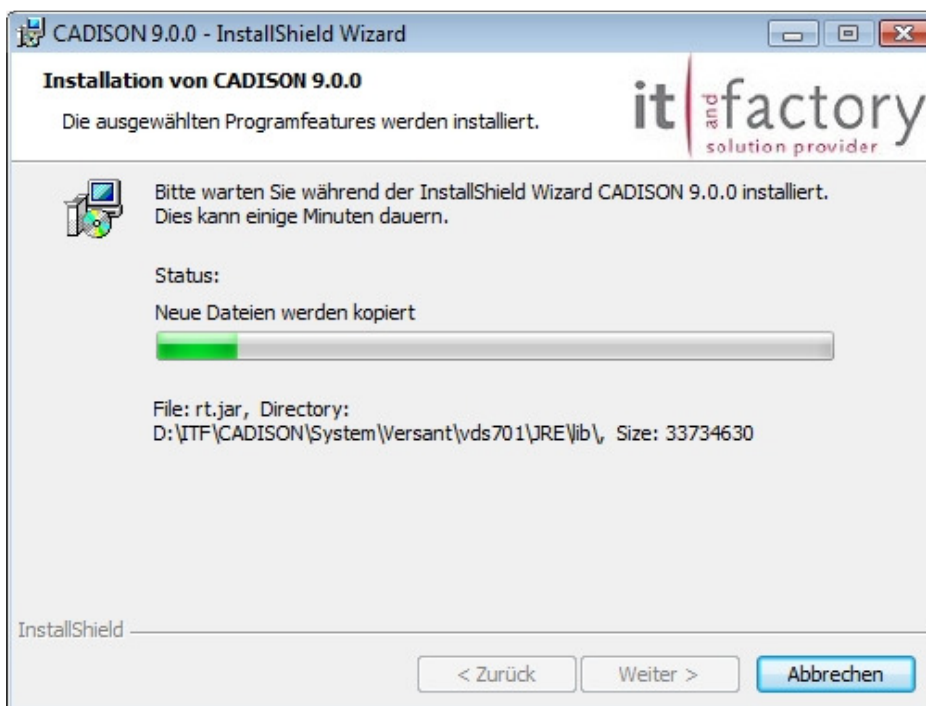 CADISON 9.0.0 - InstallShield Wizard
Installation von CADISON 9.0.0
Die ausgewählten Programfeatures werden installiert.
it and factory
solution provider
Bitte warten Sie während der InstallShield Wizard CADISON 9.0.0 installiert.
Dies kann einige Minuten dauern.
Status:
Neue Dateien werden kopiert
File: rt.jar, Directory:
D:\ITF\CADISON\System\Versant\vds701\JRE\lib\, Size: 33734630
InstallShield
< Zurück Weiter > Abbrechen